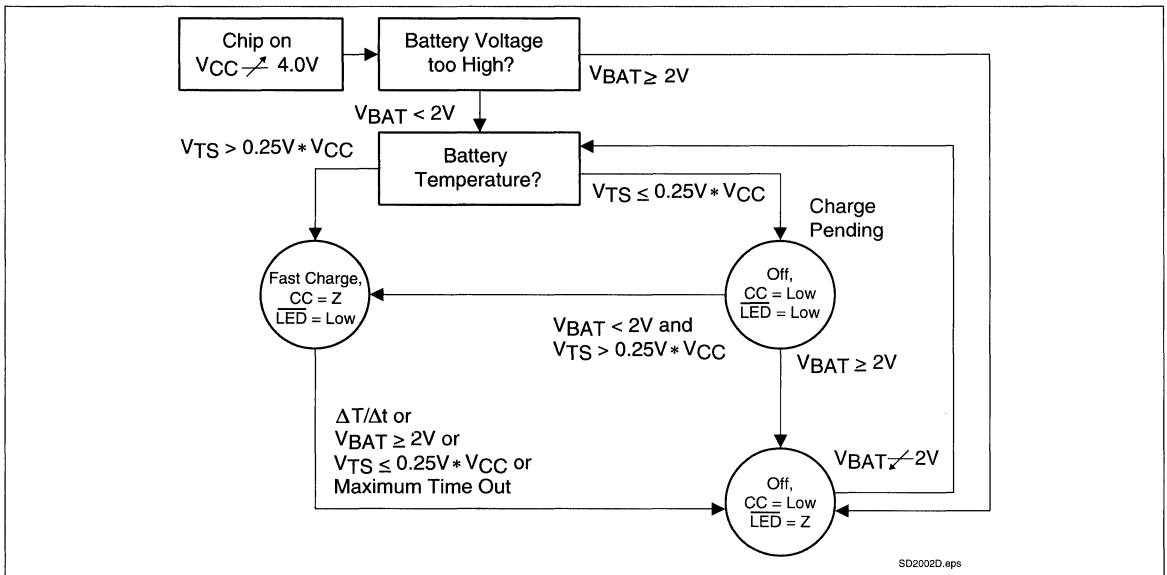 Chip on
VCC ↗ 4.0V
Battery Voltage
too High?
VBAT ≥ 2V
VBAT < 2V
VTS > 0.25V * VCC
Battery
Temperature?
VTS ≤ 0.25V * VCC
Charge
Pending
Fast Charge,
CC = Z
LED = Low
Off,
CC = Low
LED = Low
VBAT < 2V and
VTS > 0.25V * VCC
VBAT ≥ 2V
ΔT/Δt or
VBAT ≥ 2V or
VTS ≤ 0.25V * VCC or
Maximum Time Out
VBAT ↙ 2V
Off,
CC = Low
LED = Z
SD2002D.eps